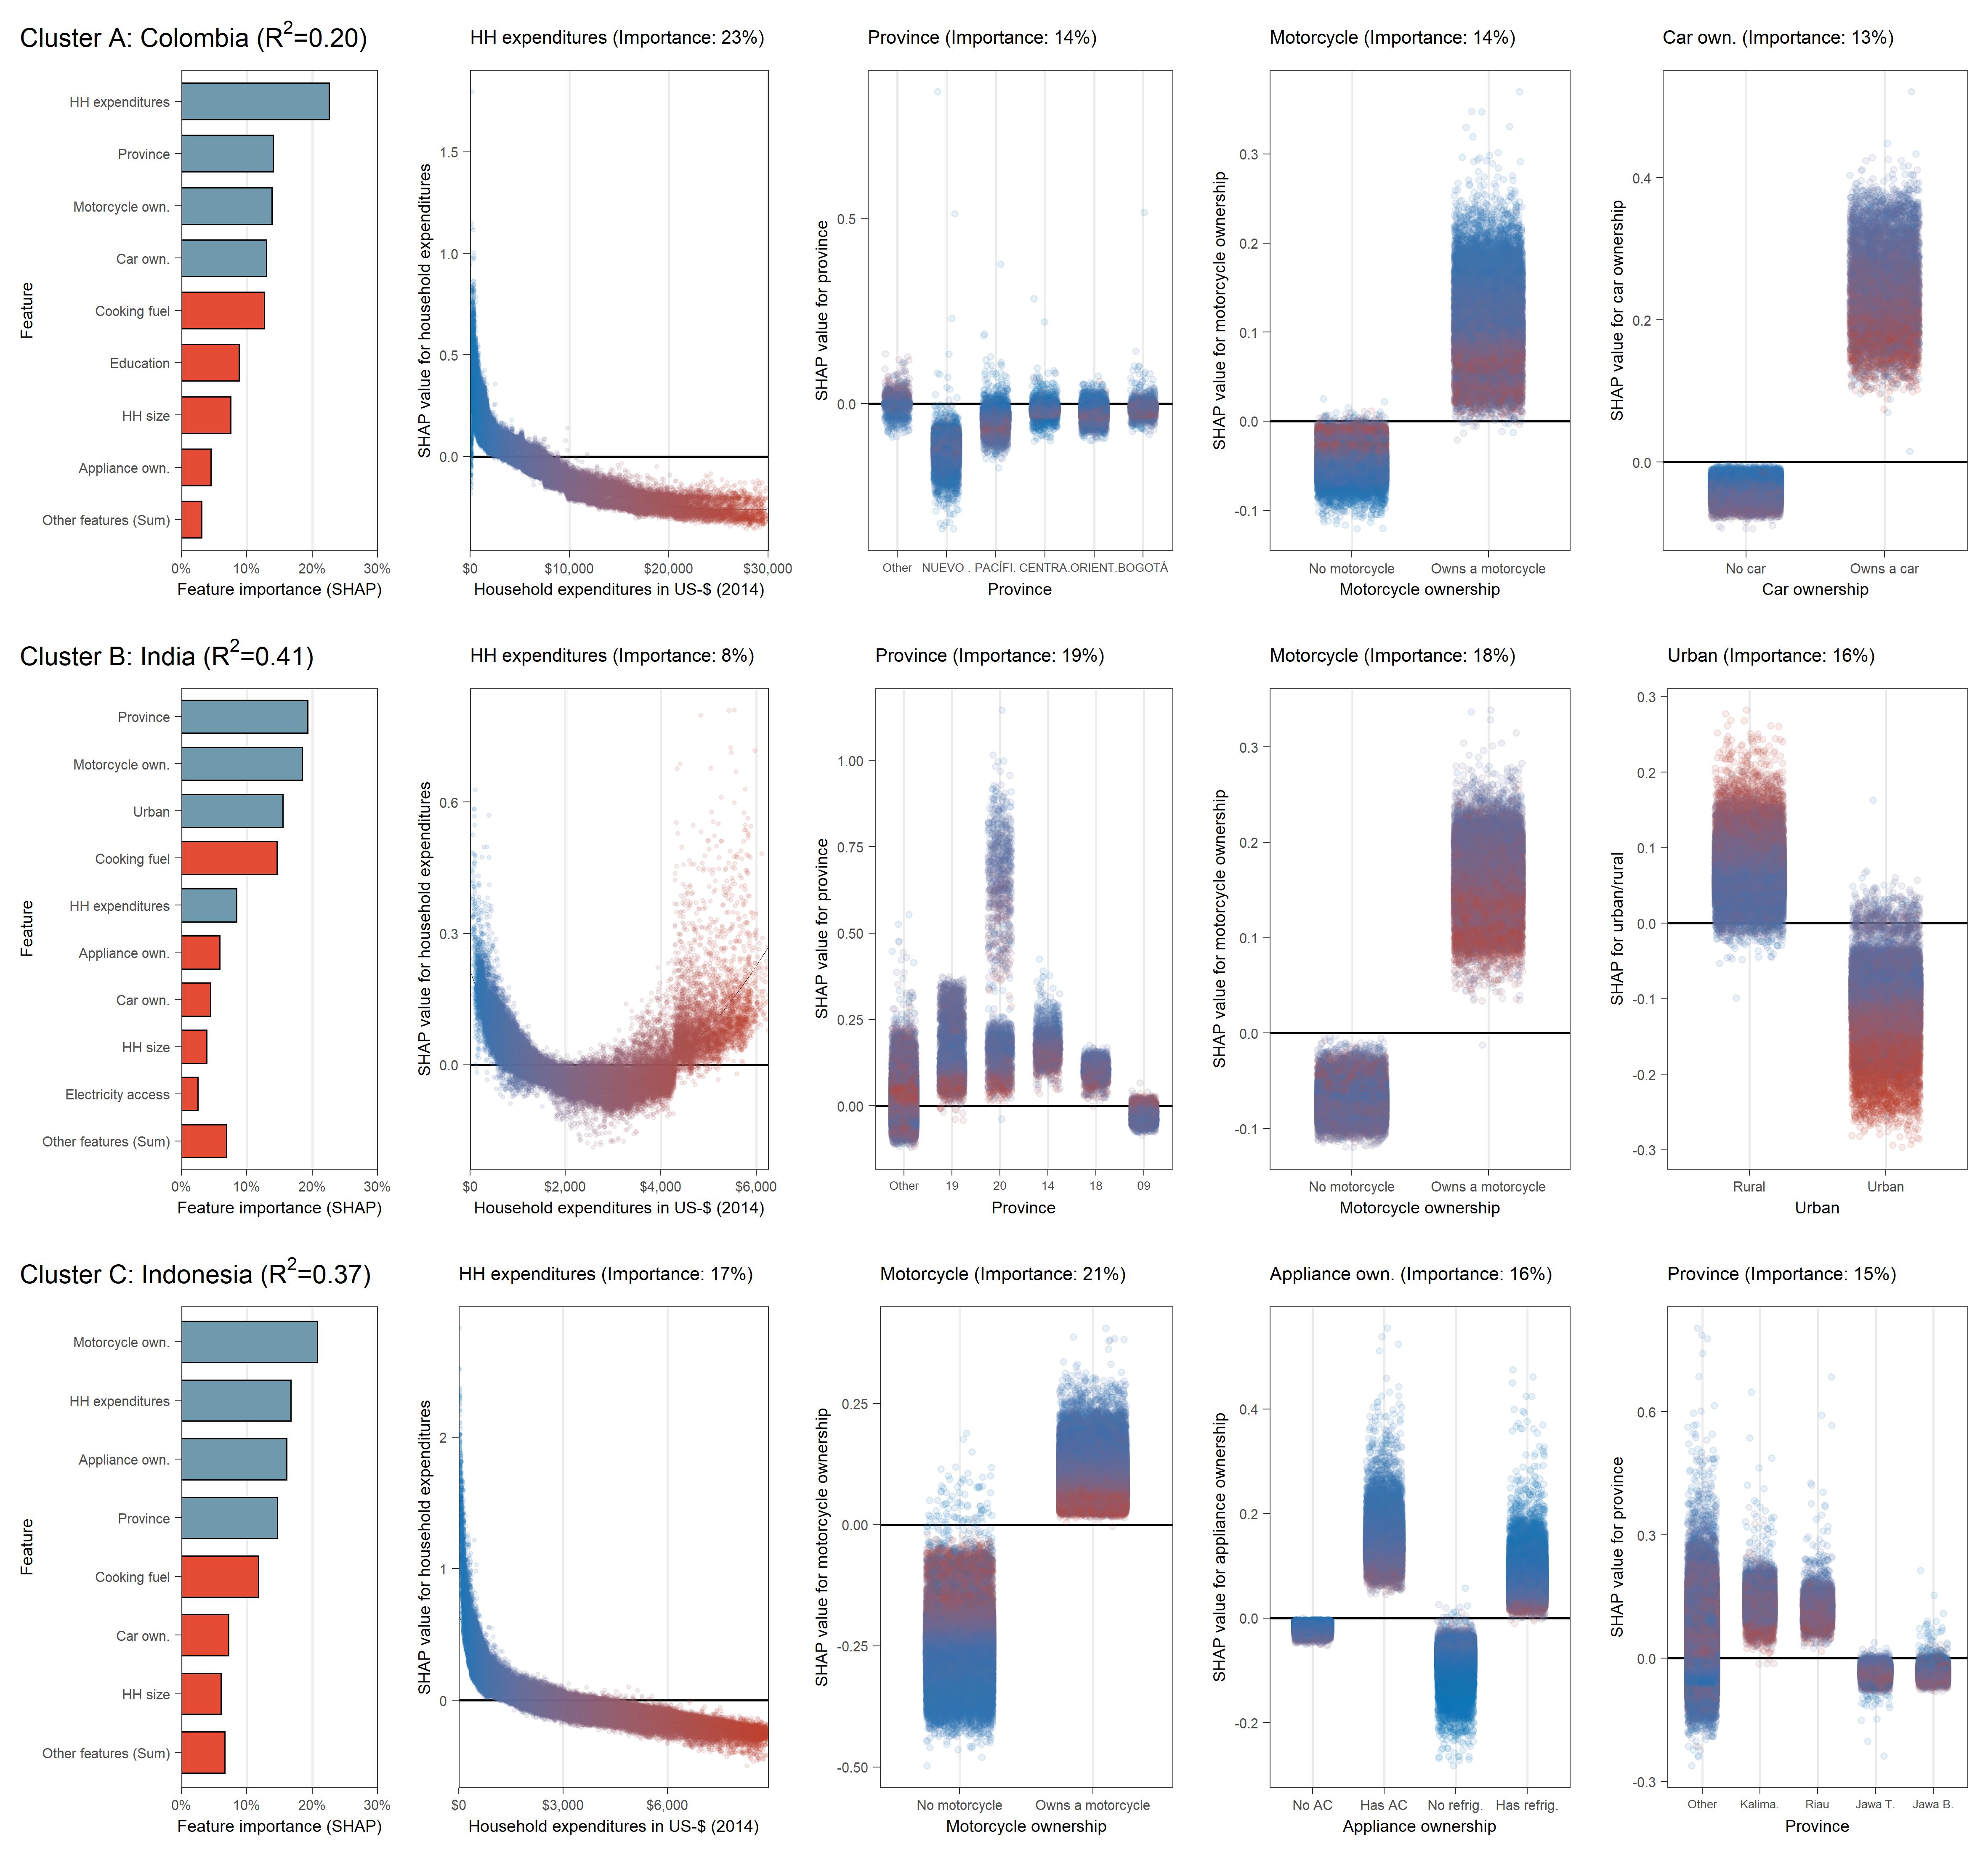 Cluster A: Colombia (R2=0.20)
HH expenditures (Importance: 23%)
Province (Importance: 14%)
Motorcycle (Importance: 14%)
Car own. (Importance: 13%)
Feature
HH expenditures
Province
Motorcycle own.
Car own.
Cooking fuel
Education
HH size
Appliance own.
Other features (Sum)
0% 10% 20% 30%
Feature importance (SHAP)
SHAP value for household expenditures
1.5
1.0
0.5
0.0
$0 $10,000 $20,000 $30,000
Household expenditures in US-$ (2014)
SHAP value for province
0.5
0.0
Other NUEVO . PACÍFI. CENTRA. ORIENT. BOGOTÁ
Province
SHAP value for motorcycle ownership
0.3
0.2
0.1
0.0
-0.1
No motorcycle Owns a motorcycle
Motorcycle ownership
SHAP value for car ownership
0.4
0.2
0.0
No car Owns a car
Car ownership
Cluster B: India (R2=0.41)
HH expenditures (Importance: 8%)
Province (Importance: 19%)
Motorcycle (Importance: 18%)
Urban (Importance: 16%)
Feature
Province
Motorcycle own.
Urban
Cooking fuel
HH expenditures
Appliance own.
Car own.
HH size
Electricity access
Other features (Sum)
0% 10% 20% 30%
Feature importance (SHAP)
SHAP value for household expenditures
0.6
0.3
0.0
$0 $2,000 $4,000 $6,000
Household expenditures in US-$ (2014)
SHAP value for province
1.00
0.75
0.50
0.25
0.00
Other 19 20 14 18 09
Province
SHAP value for motorcycle ownership
0.3
0.2
0.1
0.0
-0.1
No motorcycle Owns a motorcycle
Motorcycle ownership
SHAP for urban/rural
0.3
0.2
0.1
0.0
-0.1
-0.2
-0.3
Rural Urban
Urban
Cluster C: Indonesia (R2=0.37)
HH expenditures (Importance: 17%)
Motorcycle (Importance: 21%)
Appliance own. (Importance: 16%)
Province (Importance: 15%)
Feature
Motorcycle own.
HH expenditures
Appliance own.
Province
Cooking fuel
Car own.
HH size
Other features (Sum)
0% 10% 20% 30%
Feature importance (SHAP)
SHAP value for household expenditures
2
1
0
$0 $3,000 $6,000
Household expenditures in US-$ (2014)
SHAP value for motorcycle ownership
0.25
0.00
-0.25
-0.50
No motorcycle Owns a motorcycle
Motorcycle ownership
SHAP value for appliance ownership
0.4
0.2
0.0
-0.2
No AC Has AC No refrig. Has refrig.
Appliance ownership
SHAP value for province
0.6
0.3
0.0
-0.3
Other Kalima. Riau Jawa T. Jawa B.
Province